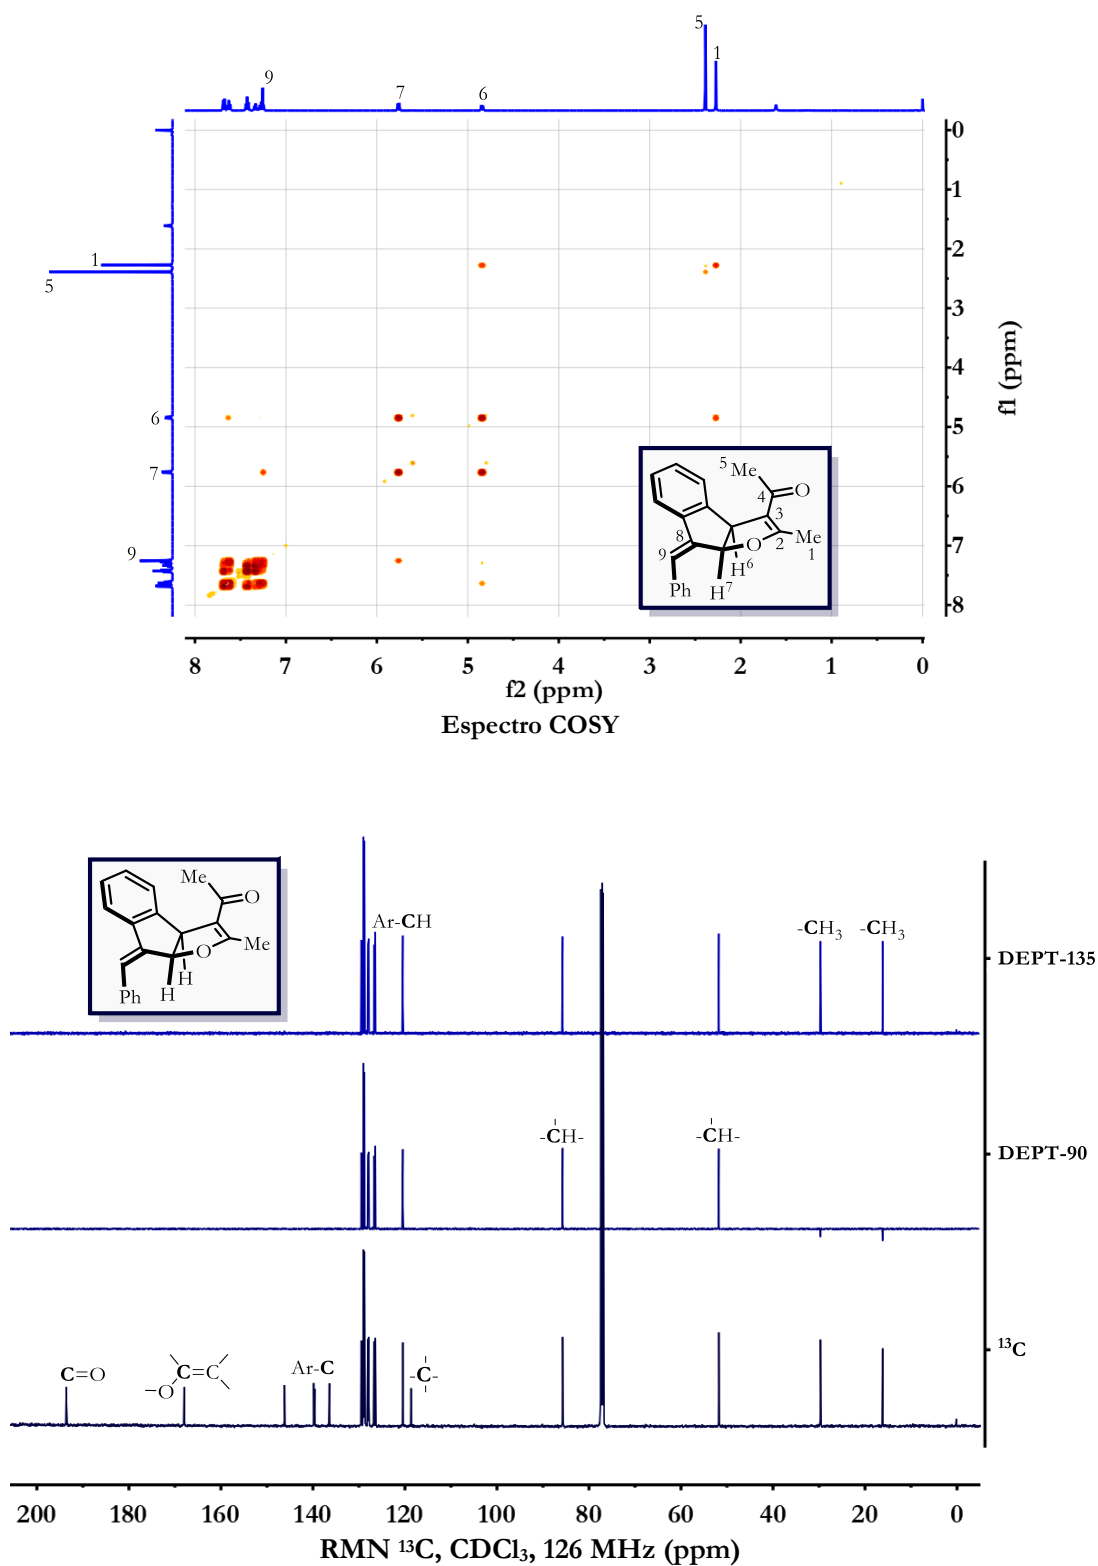 5
1
9
7
6
0
1
2
3
4
5
6
7
8
f1 (ppm)
1
5
6
7
9
5 Me
4
O
3
8
O
2
Me
1
9
H6
Ph
H7
8 7 6 5 4 3 2 1 0
f2 (ppm)
Espectro COSY
Me
O
O
Me
H
Ph
H
Ar-CH
-CH3
-CH3
DEPT-135
-CH-
-CH-
DEPT-90
C=O
C=C
O
Ar-C
-C-
13C
200 180 160 140 120 100 80 60 40 20 0
RMN 13C, CDCl3, 126 MHz (ppm)